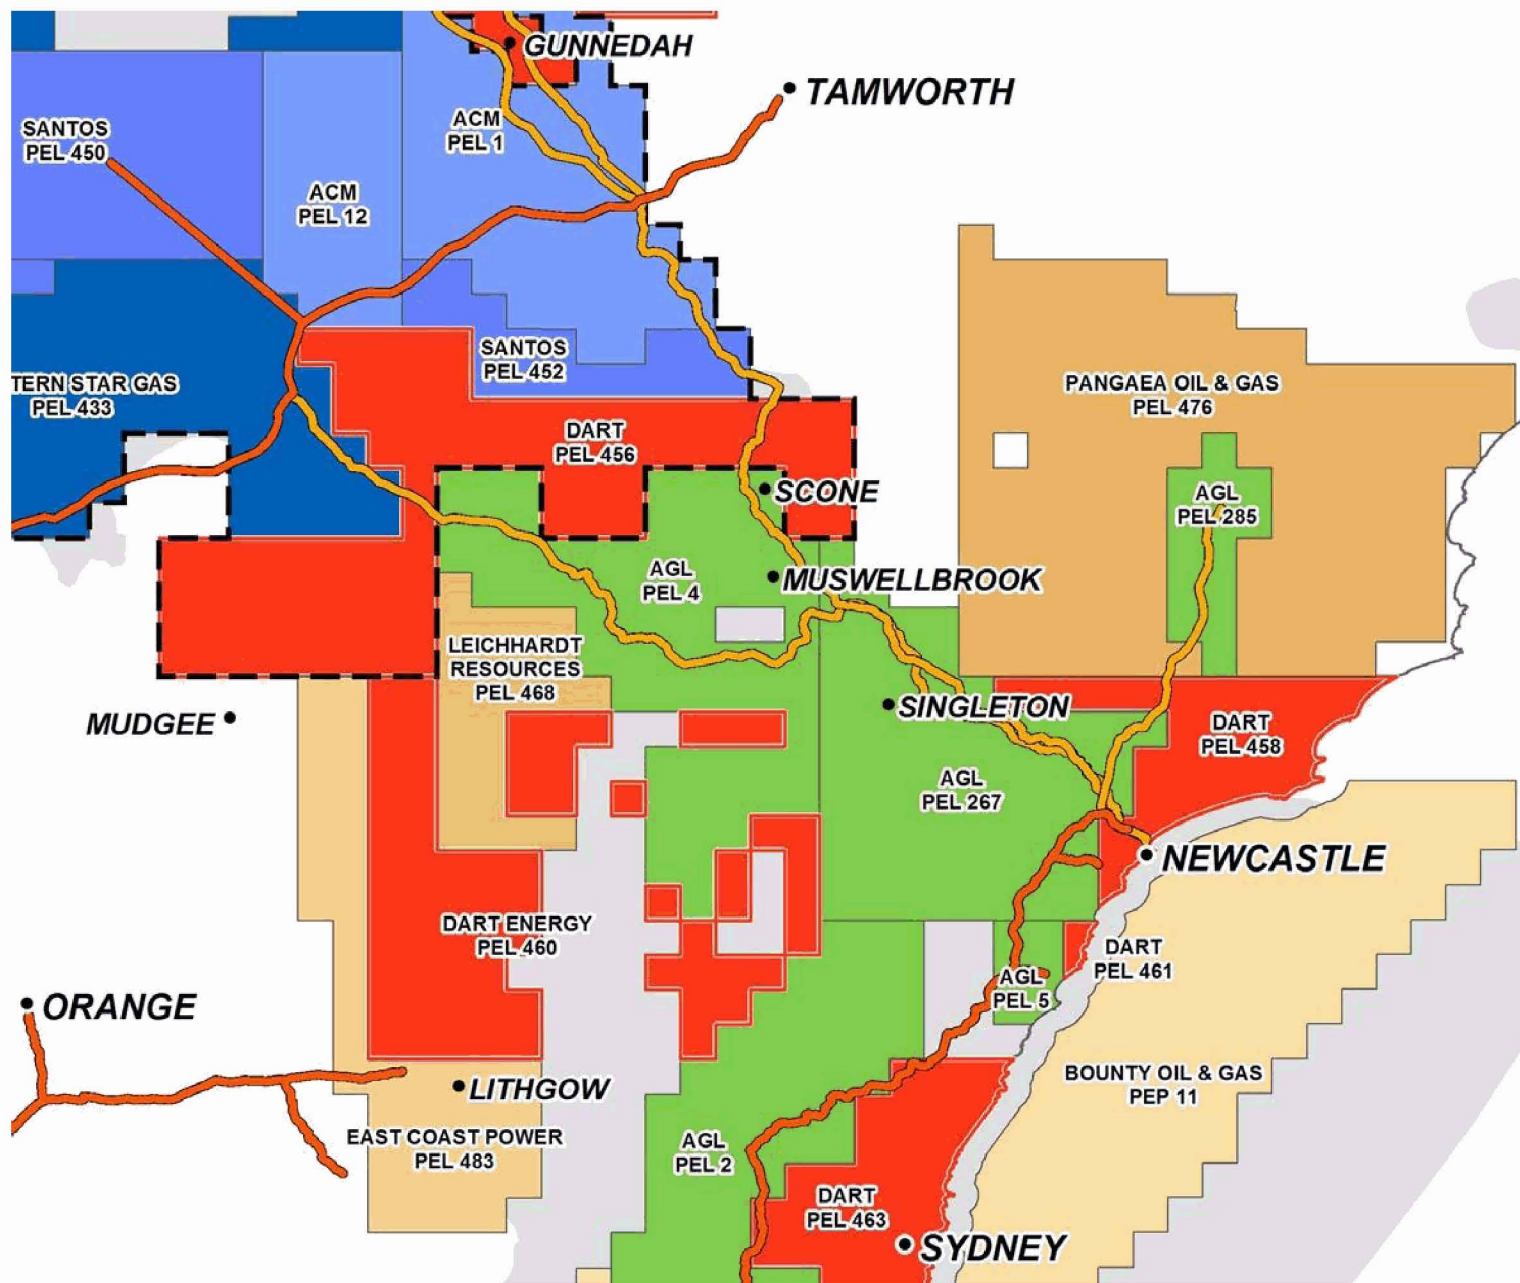 GUNNEDAH
TAMWORTH
ACM
PEL 1
SANTOS
PEL 450
ACM
PEL 12
SANTOS
PEL 452
TERN STAR GAS
PEL 433
PANGAEA OIL & GAS
PEL 476
DART
PEL 456
SCONE
AGL
PEL 285
AGL
PEL 4
MUSWELLBROOK
LEICHHARDT
RESOURCES
PEL 468
MUDGEE
SINGLETON
DART
PEL 458
AGL
PEL 267
NEWCASTLE
DART ENERGY
PEL 460
DART
PEL 461
AGL
PEL 5
ORANGE
BOUNTY OIL & GAS
PEP 11
LITHGOW
EAST COAST POWER
PEL 483
AGL
PEL 2
DART
PEL 463
SYDNEY